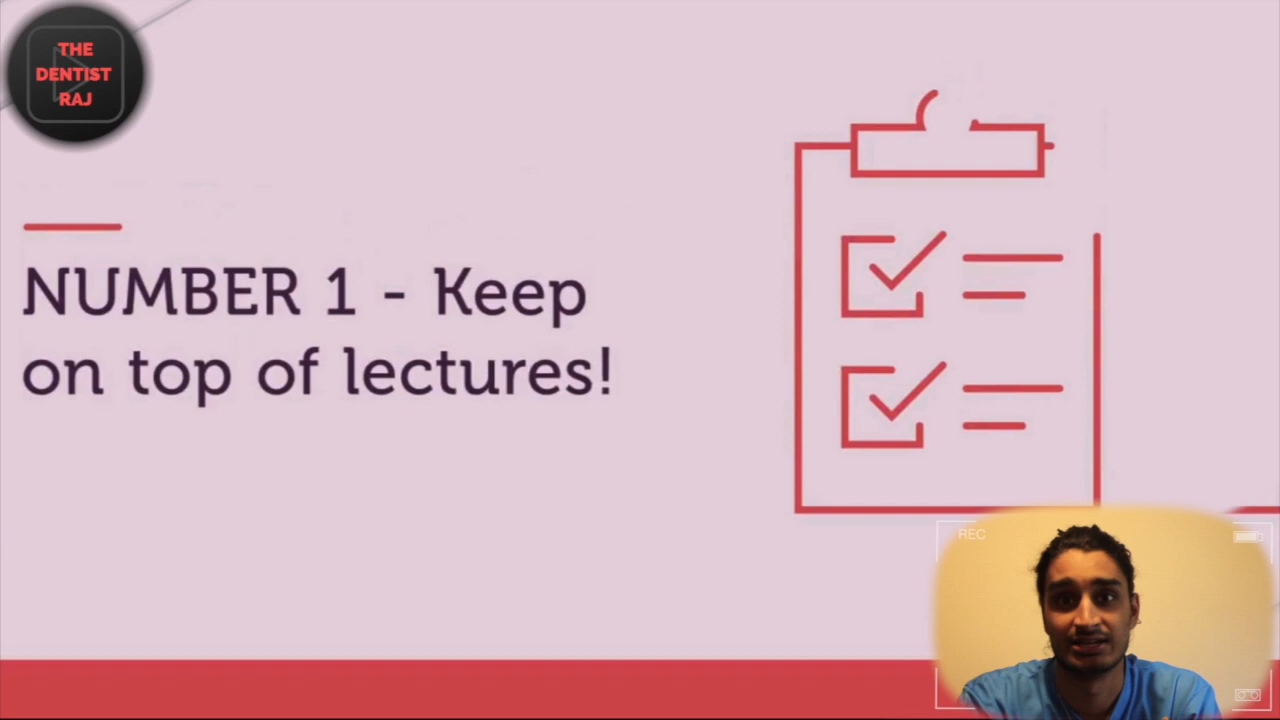 THE
DENTIST
RAJ
NUMBER 1 - Keep
on top of lectures!
REC